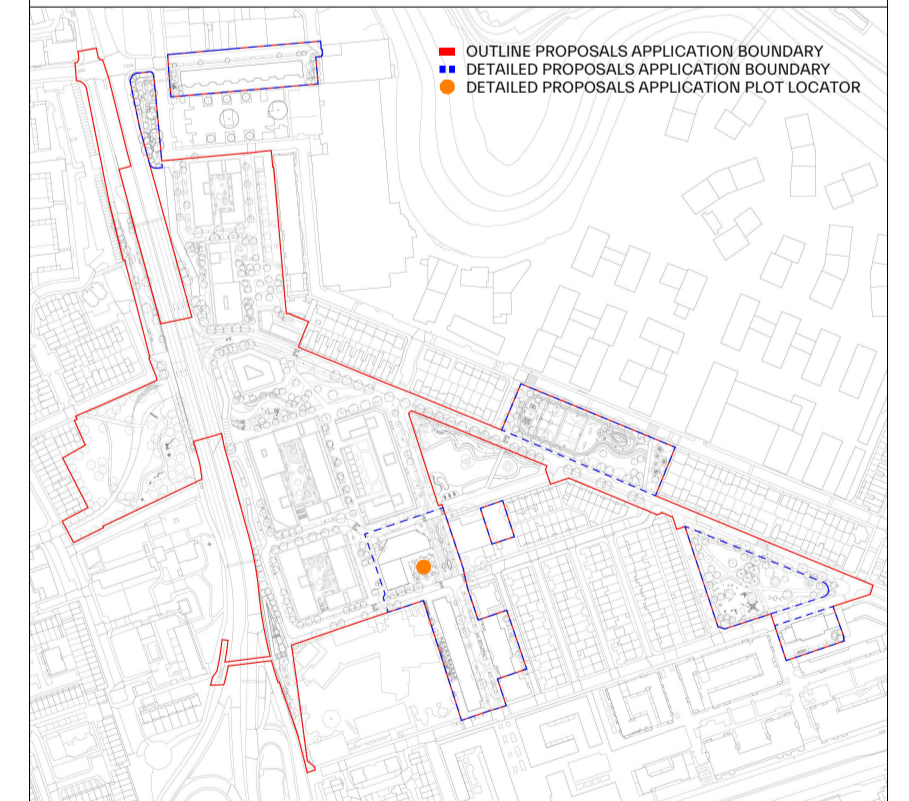 OUTLINE PROPOSALS APPLICATION BOUNDARY
DETAILED PROPOSALS APPLICATION BOUNDARY
DETAILED PROPOSALS APPLICATION PLOT LOCATOR